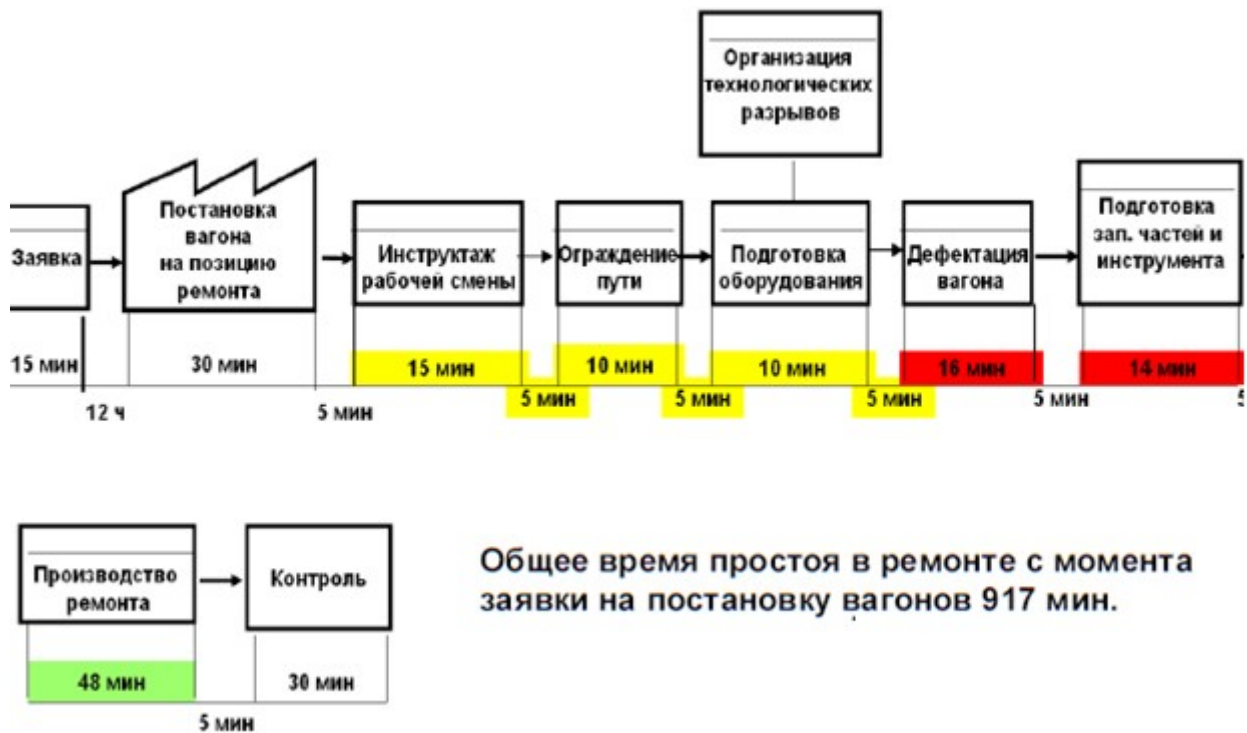 Организация
технологических
разрывов
Заявка
Постановка
вагона
на позицию
ремонта
Инструктаж
рабочей смены
Ограждение
пути
Подготовка
оборудования
Дефектация
вагона
Подготовка
зап. частей и
инструмента
15 мин
30 мин
15 мин
10 мин
10 мин
16 мин
14 мин
12 ч
5 мин
5 мин
5 мин
5 мин
5 мин
5
Производство
ремонта
Контроль
48 мин
30 мин
5 мин
Общее время простоя в ремонте с момента
заявки на постановку вагонов 917 мин.